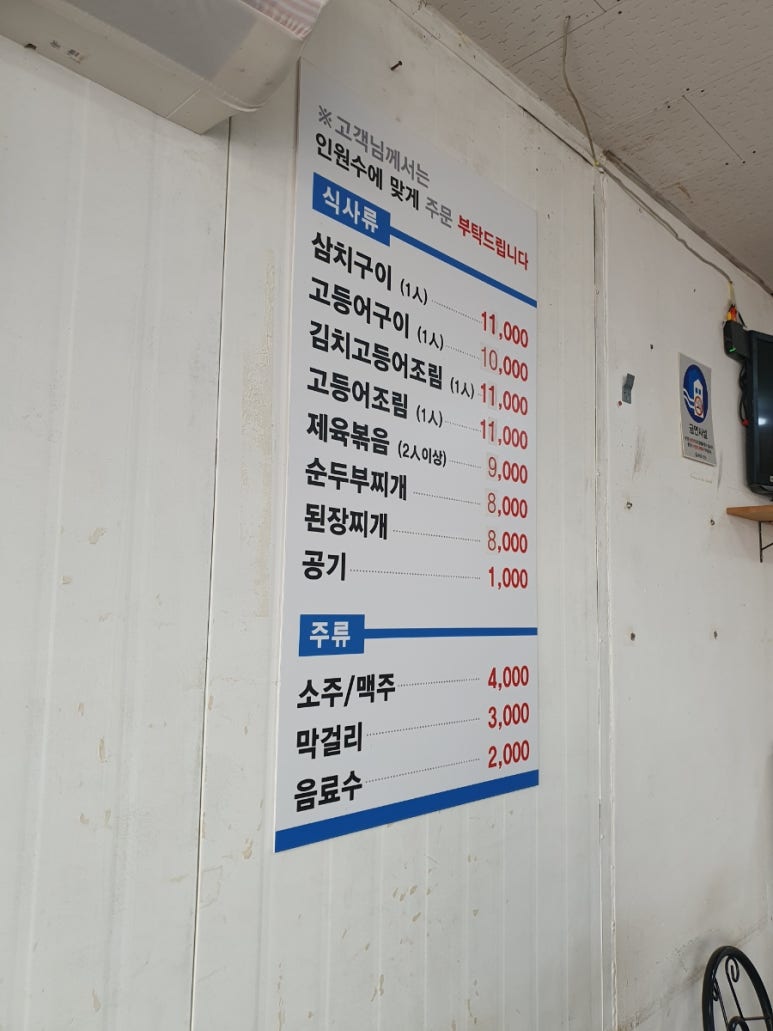 ※고객님께서는
인원수에 맞게 주문 부탁드립니다
식사류
삼치구이 (1人) 11,000
고등어구이 (1人) 10,000
김치고등어조림 (1人) 11,000
고등어조림 (1人) 11,000
제육볶음 (2人이상) 9,000
순두부찌개 8,000
된장찌개 8,000
공기 1,000
주류
소주/맥주 4,000
막걸리 3,000
음료수 2,000
금연시설